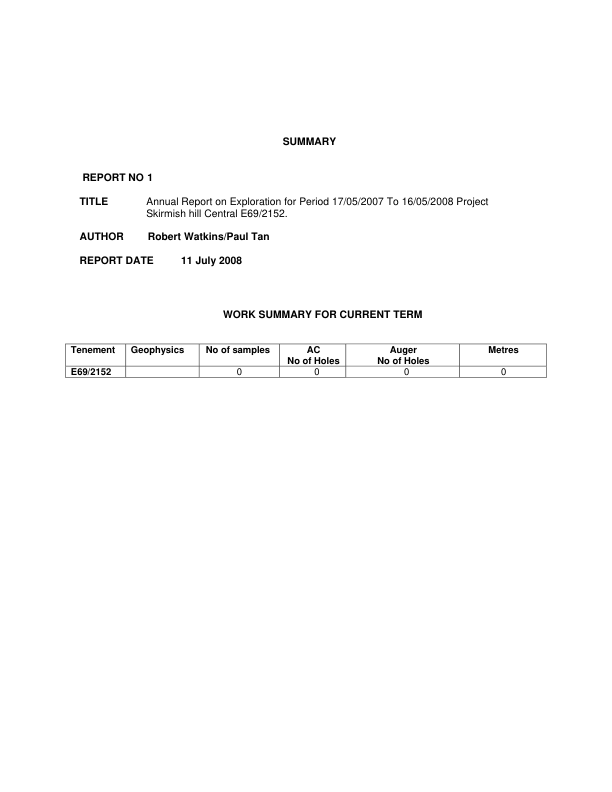 SUMMARY
REPORT NO 1
TITLE Annual Report on Exploration for Period 17/05/2007 To 16/05/2008 Project
Skirmish hill Central E69/2152.
AUTHOR Robert Watkins/Paul Tan
REPORT DATE 11 July 2008
WORK SUMMARY FOR CURRENT TERM
Tenement Geophysics No of samples AC Auger Metres
No of Holes No of Holes
E69/2152 0 0 0 0